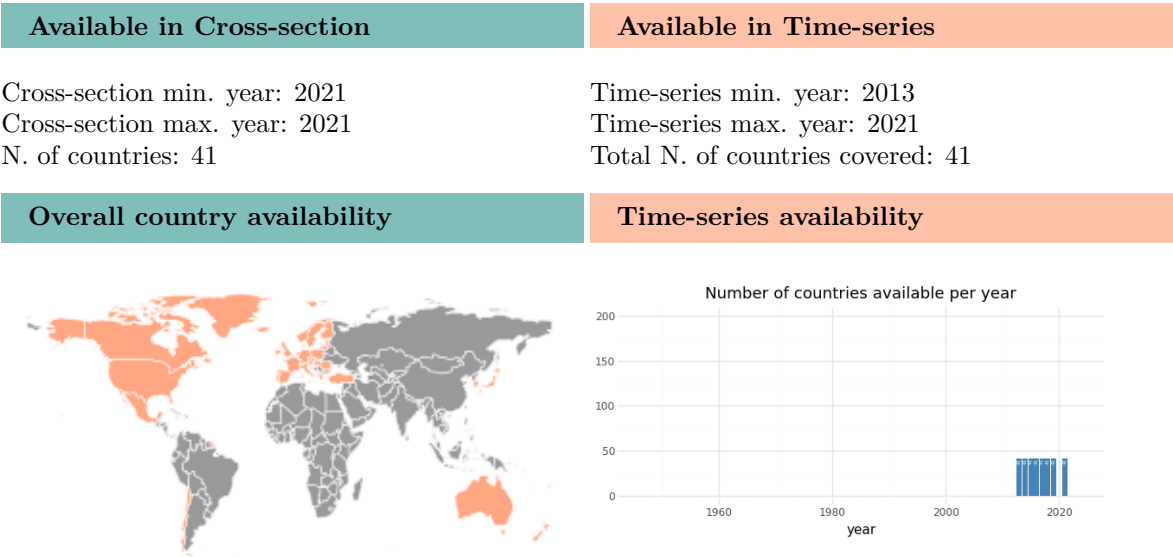 Available in Cross-section
Available in Time-series
Cross-section min. year: 2021
Cross-section max. year: 2021
N. of countries: 41
Time-series min. year: 2013
Time-series max. year: 2021
Total N. of countries covered: 41
Overall country availability
Time-series availability
Number of countries available per year
200
150
100
50
0
1960
1980
2000
2020
year